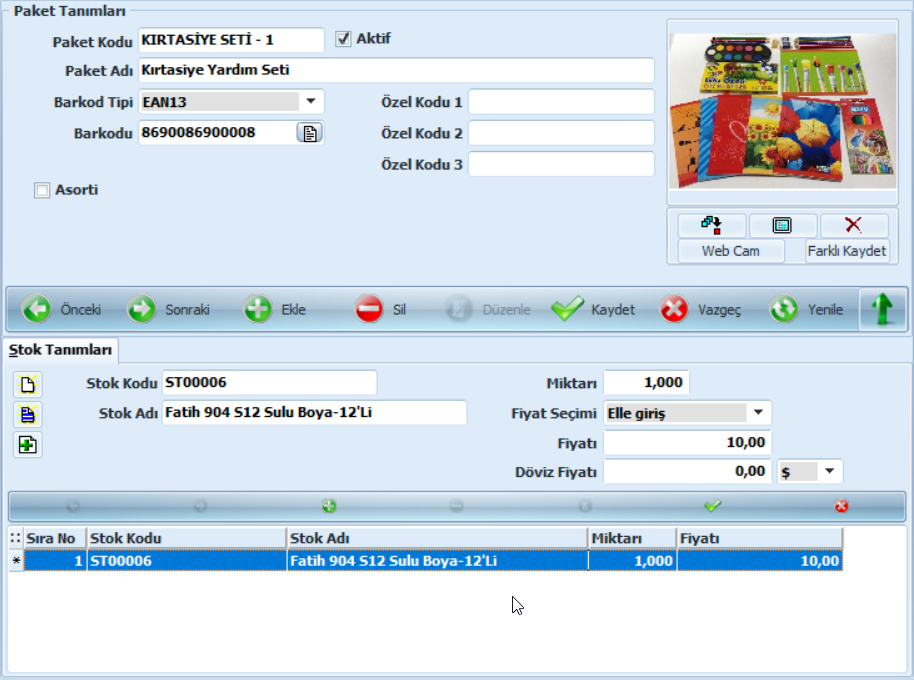 Paket Tanımları
Paket Kodu KIRTASİYE SETİ - 1 Aktif
Paket Adı Kırtasiye Yardım Seti
Barkod Tipi EAN13 Özel Kodu 1
Barkodu 8690086900008 Özel Kodu 2
Özel Kodu 3
Asorti
Web Cam Farklı Kaydet
Önceki Sonraki Ekle Sil Düzenle Kaydet Vazgeç Yenile
Stok Tanımları
Stok Kodu ST00006 Miktarı 1,000
Stok Adı Fatih 904 S12 Sulu Boya-12'Li Fiyat Seçimi Elle giriş
Fiyatı 10,00
Döviz Fiyatı 0,00 $
Sıra No Stok Kodu Stok Adı Miktarı Fiyatı
* 1 ST00006 Fatih 904 S12 Sulu Boya-12'Li 1,000 10,00